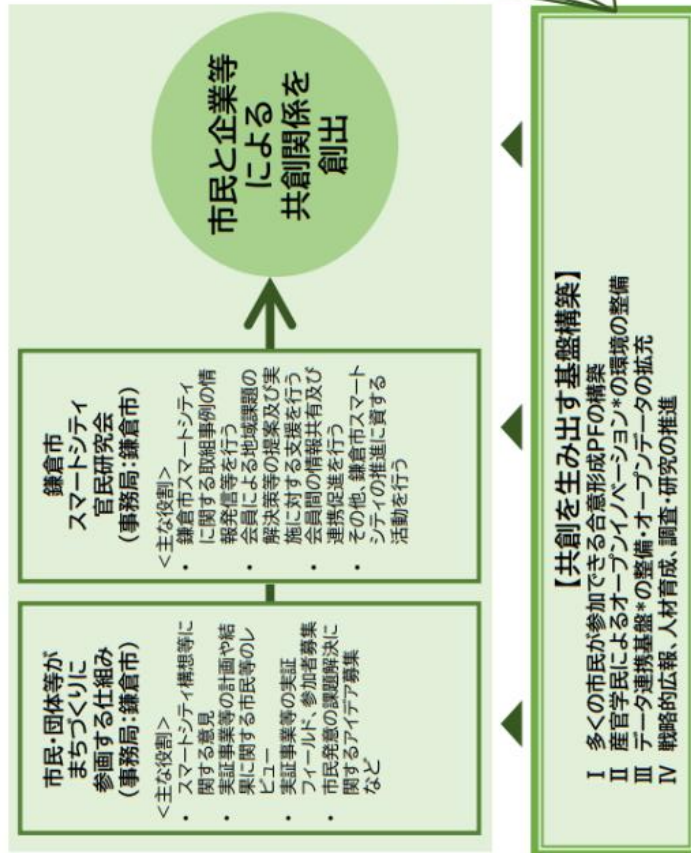 市民・団体等が
まちづくりに
参画する仕組み
(事務局:鎌倉市)
<主な役割>
• スマートシティ構想等に
関する意見
• 実証事業等の計画や結
果に関する市民等のレ
ビュー
• 実証事業等の実証
フィールド、参加者募集
• 市民発意の課題解決に
関するアイデア募集
など
鎌倉市
スマートシティ
官民研究会
(事務局:鎌倉市)
<主な役割>
• 鎌倉市スマートシティ
に関する取組事例の情
報発信等を行う
• 会員による地域課題の
解決策等の提案及び実
施に対する支援を行う
• 会員間の情報共有及び
連携促進を行う
• その他、鎌倉市スマート
シティの推進に資する
活動を行う
市民と企業等
による
共創関係を
創出
【共創を生み出す基盤構築】
Ⅰ 多くの市民が参加できる合意形成PFの構築
Ⅱ 産官学民によるオープンイノベーション*の環境の整備
Ⅲ データ連携基盤*の整備・オープンデータの拡充
Ⅳ 戦略的広報、人材育成、調査・研究の推進